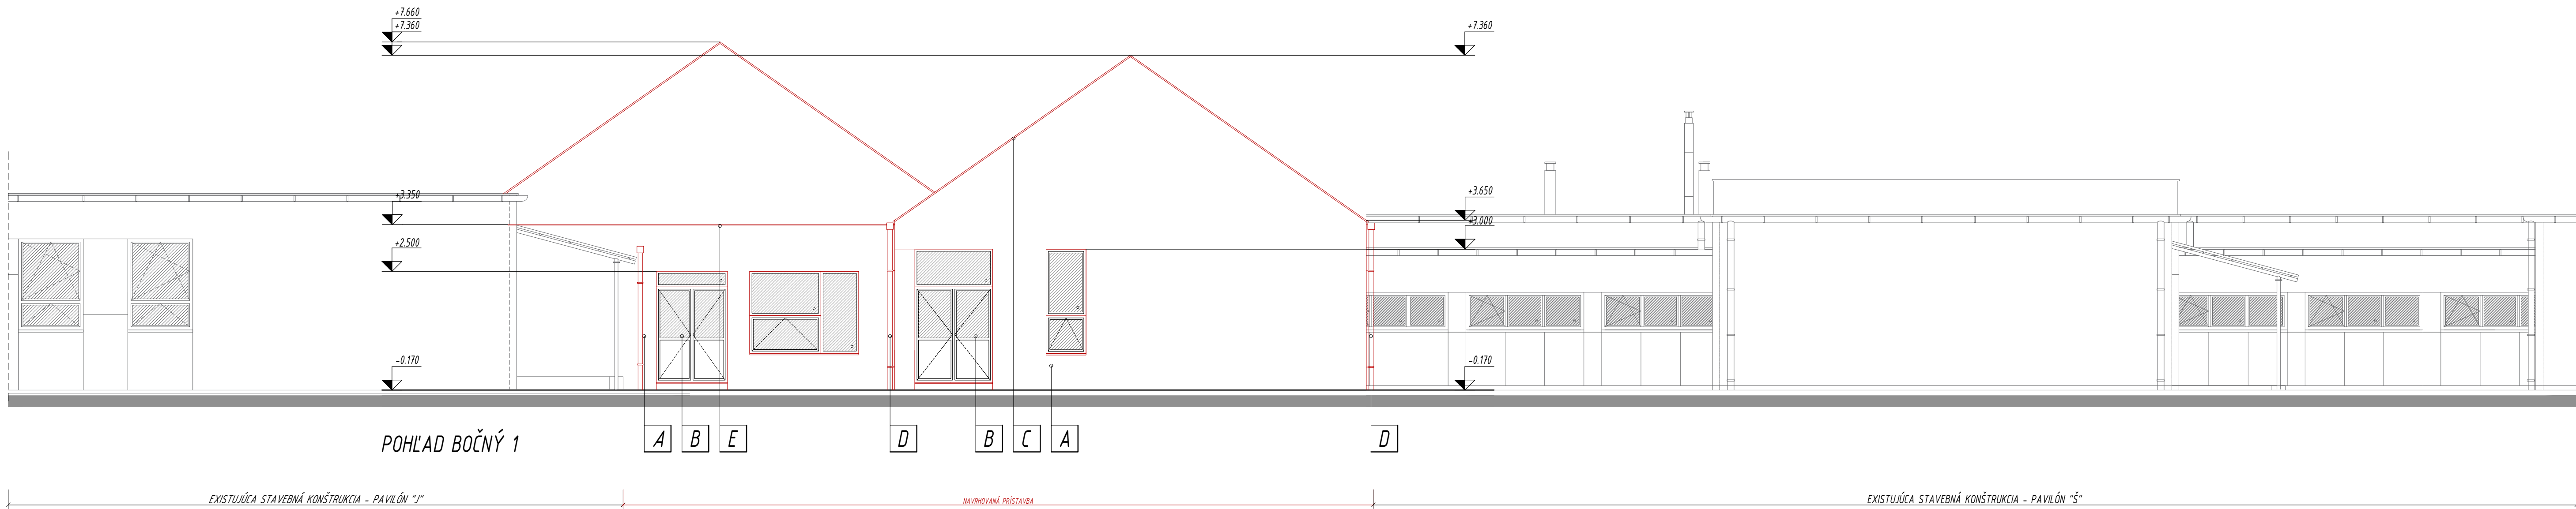 +7.660
+7.360
+7.360
+3.350
+3.650
+3.000
+2.500
-0.170
-0.170
A
B
E
D
B
C
A
D
POHĽAD BOČNÝ 1
EXISTUJÚCA STAVEBNÁ KONŠTRUKCIA - PAVILÓN "J"
NAVRHOVANÁ PRÍSTAVBA
EXISTUJÚCA STAVEBNÁ KONŠTRUKCIA - PAVILÓN "Š"